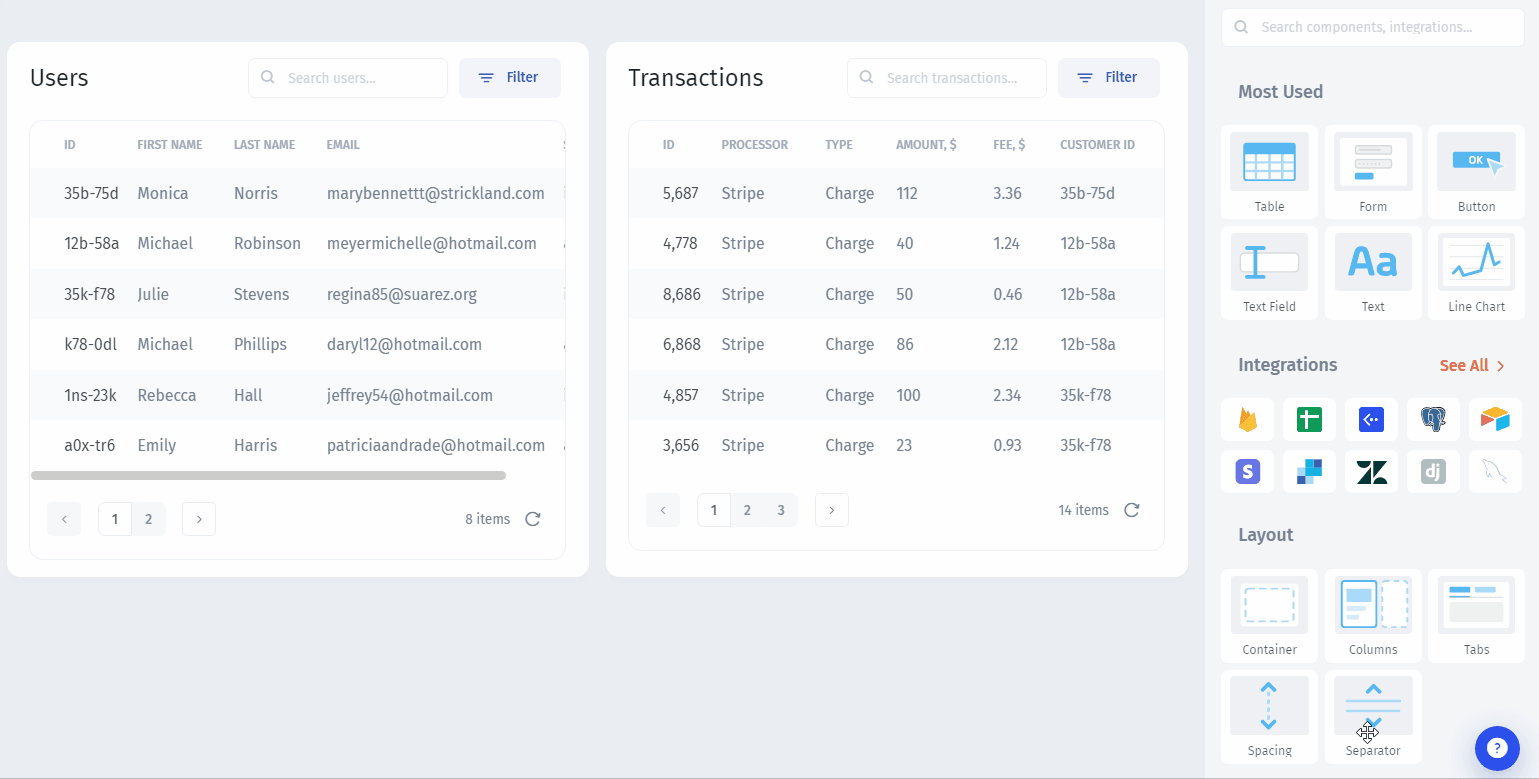 Search components, integrations...
Users
Search users...
Filter
Transactions
Search transactions...
Filter
Most Used
ID FIRST NAME LAST NAME EMAIL
35b-75d Monica Norris marybennettt@strickland.com
12b-58a Michael Robinson meyermichelle@hotmail.com
35k-f78 Julie Stevens regina85@suarez.org
k78-0dl Michael Phillips daryl12@hotmail.com
1ns-23k Rebecca Hall jeffrey54@hotmail.com
a0x-tr6 Emily Harris patriciaandrade@hotmail.com
1 2
8 items
ID PROCESSOR TYPE AMOUNT, $ FEE, $ CUSTOMER ID
5,687 Stripe Charge 112 3.36 35b-75d
4,778 Stripe Charge 40 1.24 12b-58a
8,686 Stripe Charge 50 0.46 12b-58a
6,868 Stripe Charge 86 2.12 12b-58a
4,857 Stripe Charge 100 2.34 35k-f78
3,656 Stripe Charge 23 0.93 35k-f78
1 2 3
14 items
OK
Table Form Button
Aa
Text Field Text Line Chart
Integrations See All
S
dj
Layout
Container Columns Tabs
Spacing Separator
?